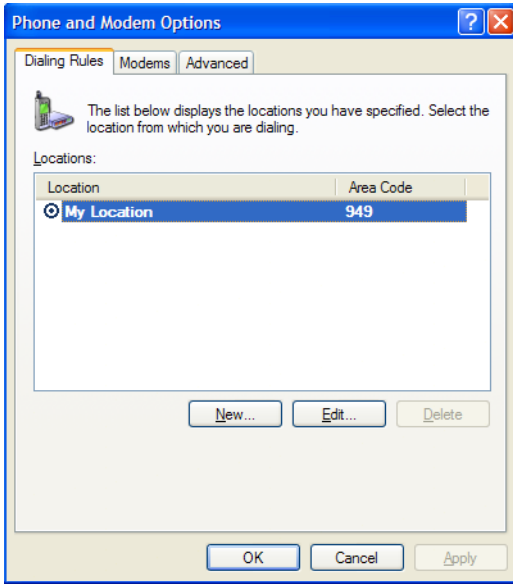 Phone and Modem Options
Dialing Rules Modems Advanced
The list below displays the locations you have specified. Select the
location from which you are dialing.
Locations:
Location Area Code
My Location 949
New... Edit... Delete
OK Cancel Apply